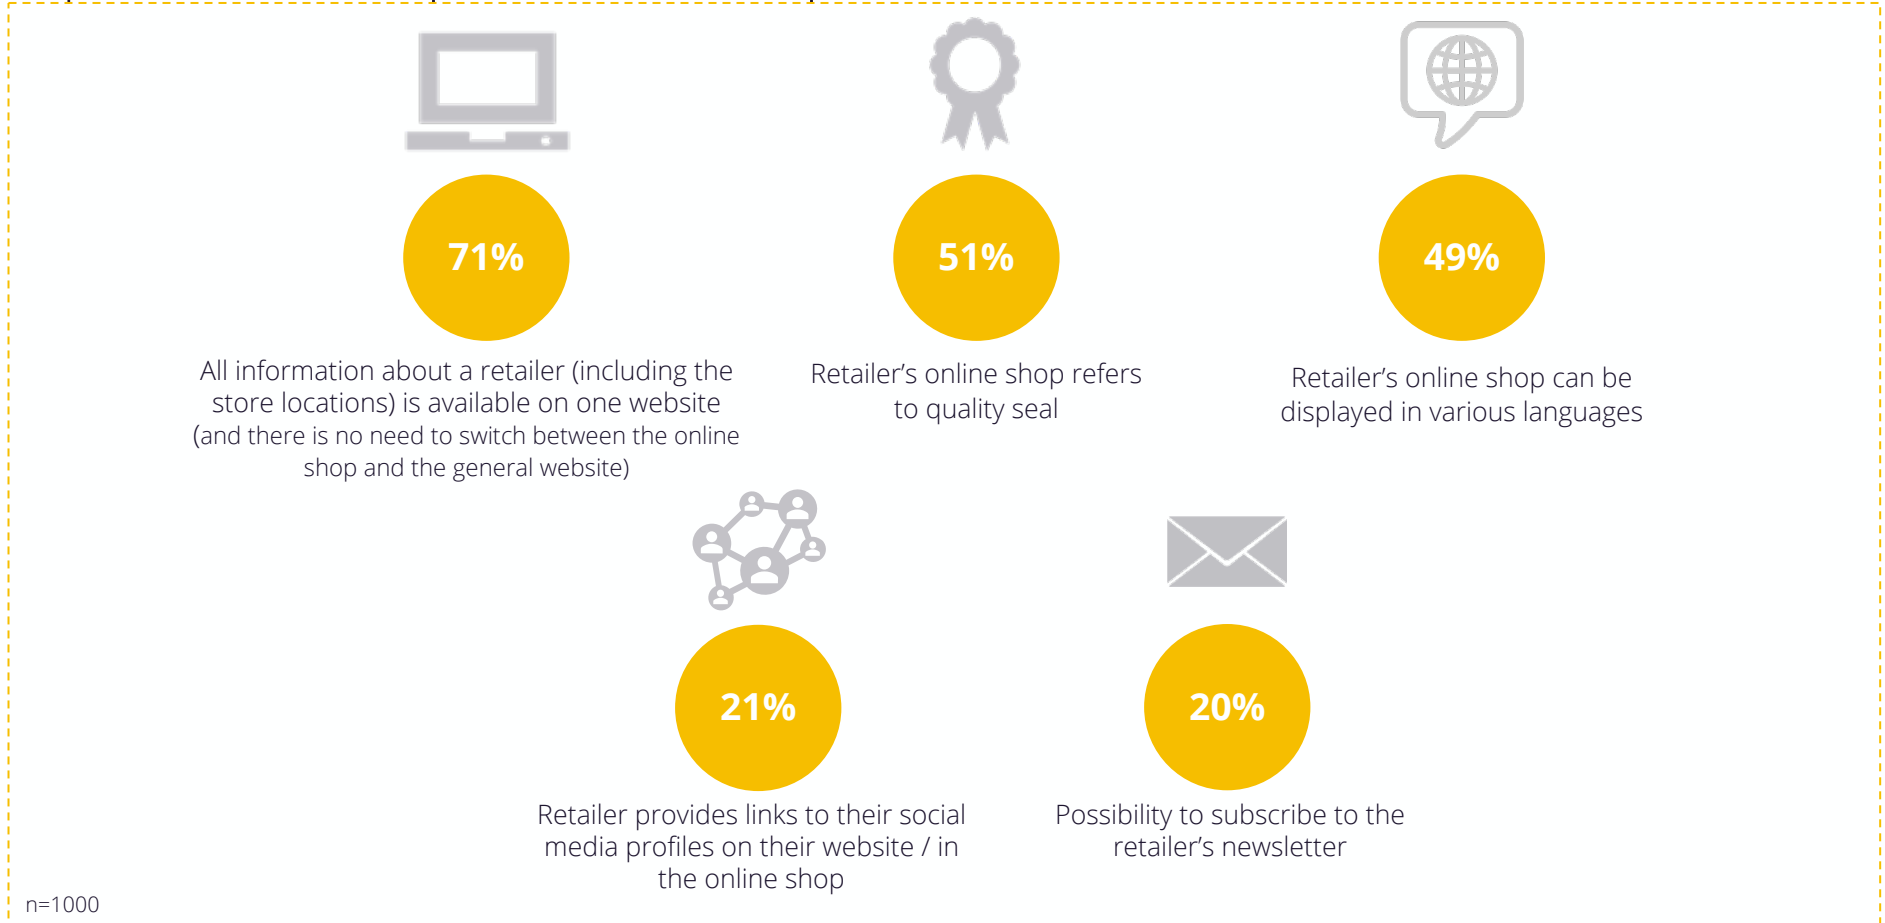 71%
51%
49%
All information about a retailer (including the
store locations) is available on one website
(and there is no need to switch between the online
shop and the general website)
Retailer’s online shop refers
to quality seal
Retailer’s online shop can be
displayed in various languages
21%
20%
Retailer provides links to their social
media profiles on their website / in
the online shop
Possibility to subscribe to the
retailer’s newsletter
n=1000